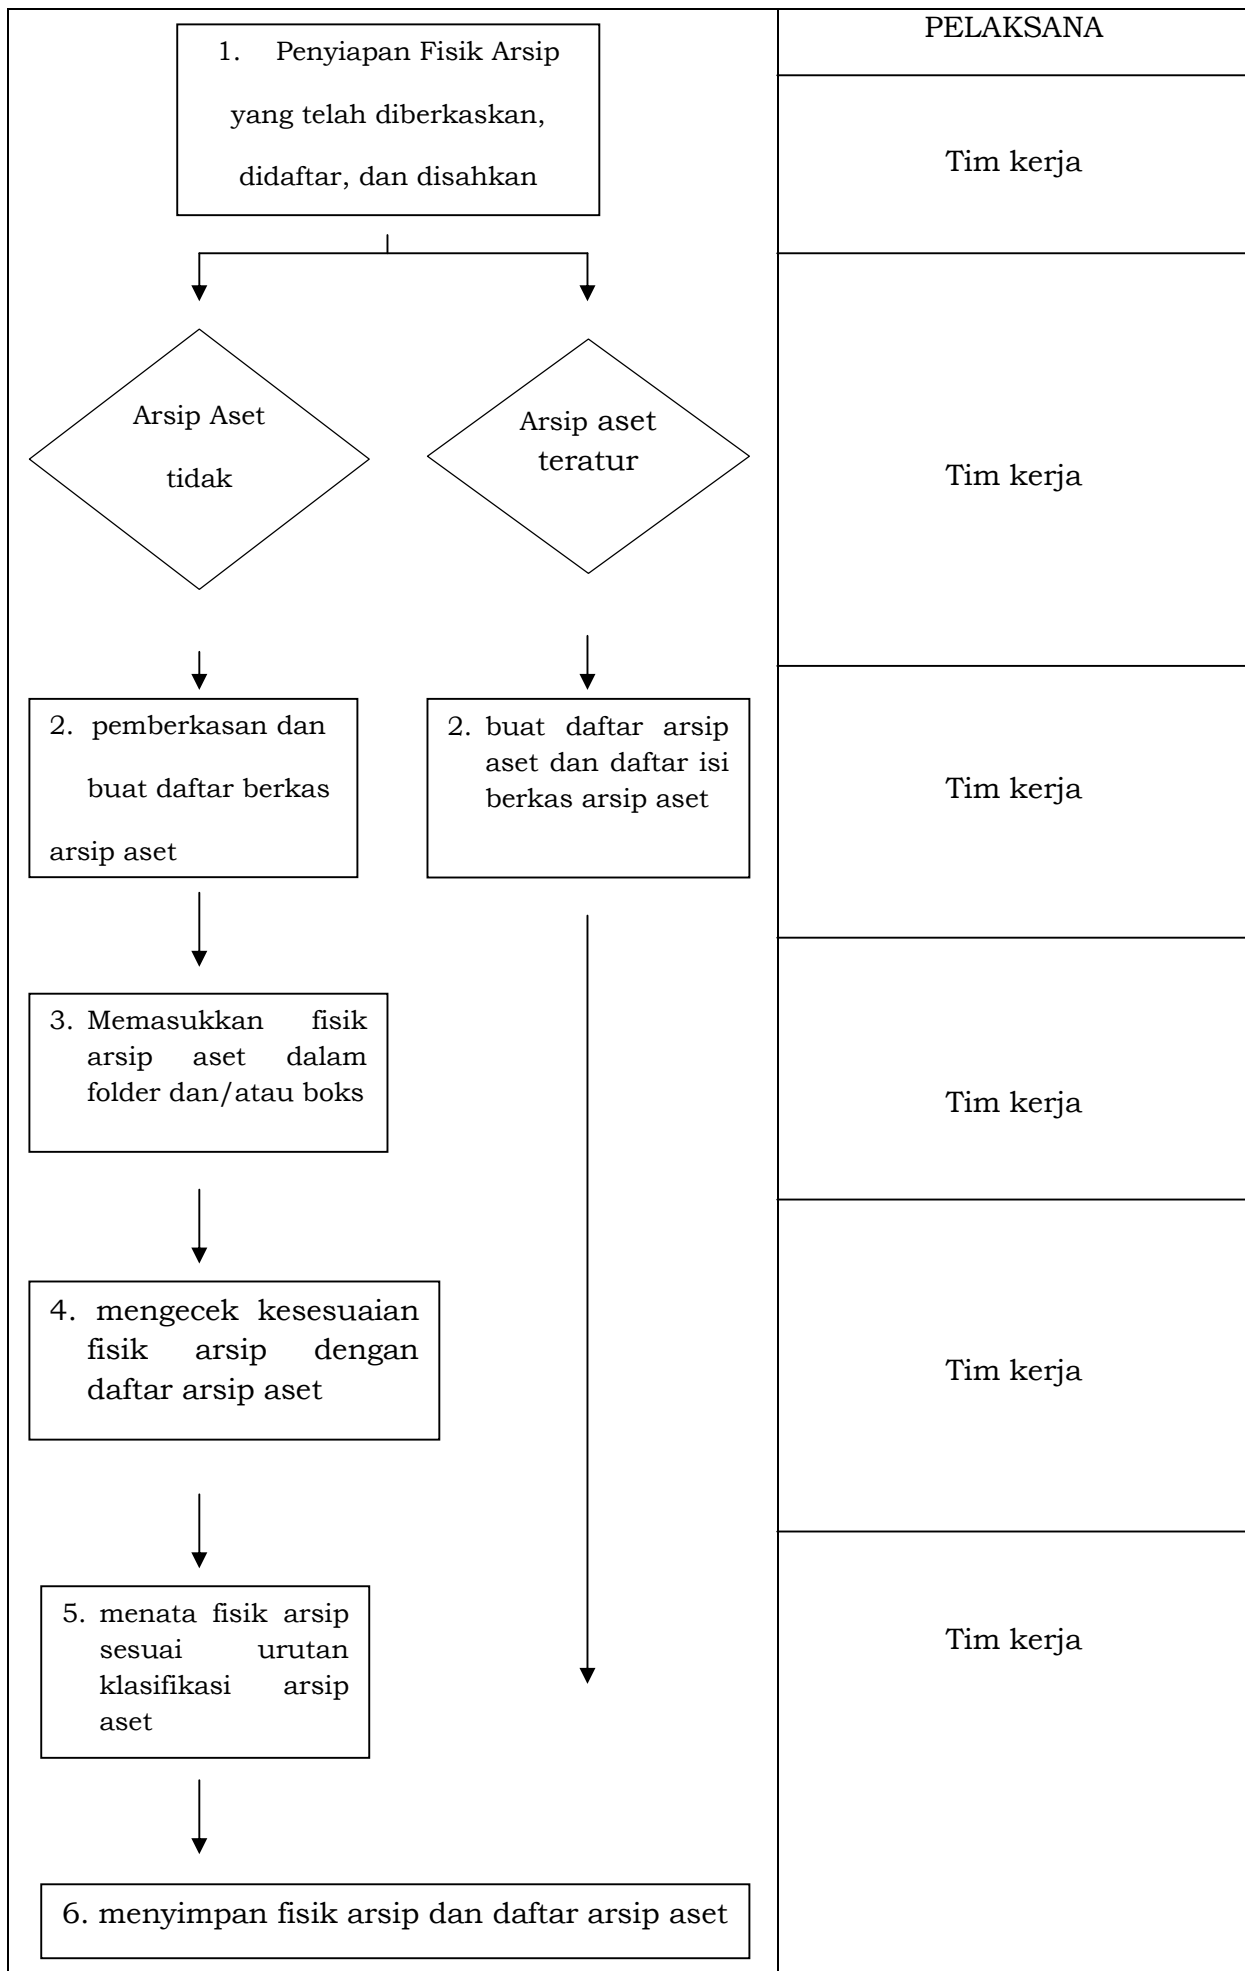 PELAKSANA
1. Penyiapan Fisik Arsip
yang telah diberkaskan,
didaftar, dan disahkan
Tim kerja
Arsip Aset
tidak
Arsip aset
teratur
Tim kerja
2. pemberkasan dan
buat daftar berkas
arsip aset
2. buat daftar arsip
aset dan daftar isi
berkas arsip aset
Tim kerja
3. Memasukkan fisik
arsip aset dalam
folder dan/atau boks
Tim kerja
4. mengecek kesesuaian
fisik arsip dengan
daftar arsip aset
Tim kerja
5. menata fisik arsip
sesuai urutan
klasifikasi arsip
aset
Tim kerja
6. menyimpan fisik arsip dan daftar arsip aset